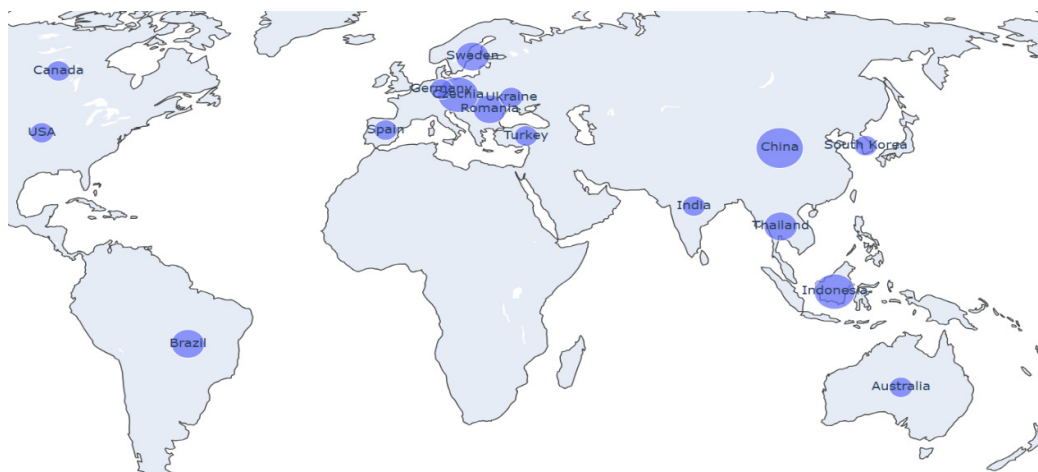 Sweden
Canada
Germany
Czechia
Ukraine
Romania
USA
Spain
Turkey
China
South Korea
India
Thailand
Indonesia
Brazil
Australia